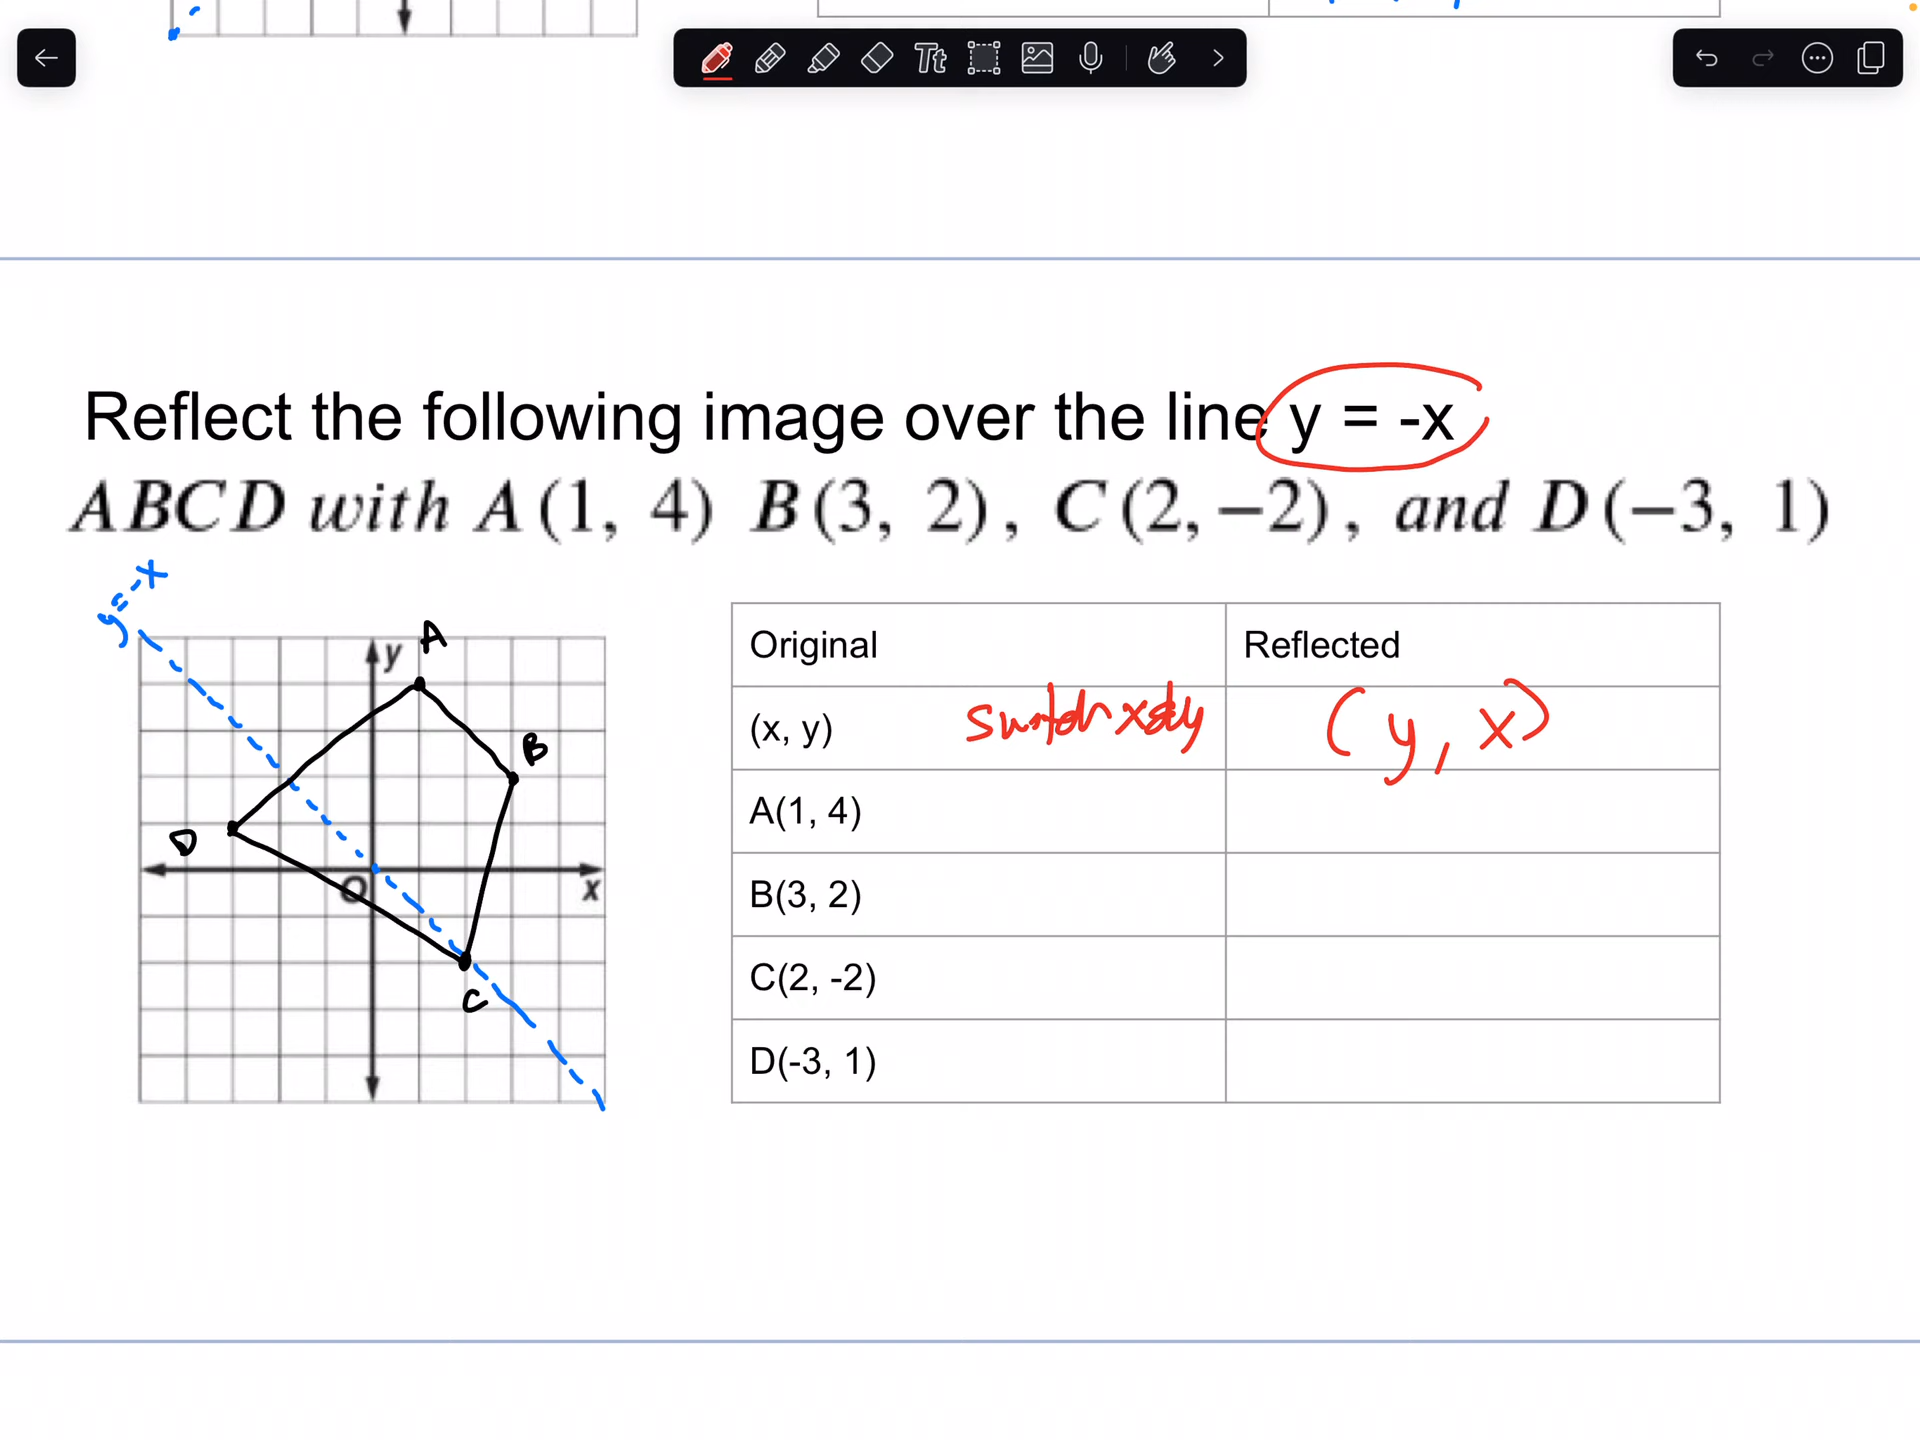 Tt
Reflect the following image over the line y = -x
ABCD with A(1, 4) B(3, 2), C(2, −2), and D(−3, 1)
y=-x
A
y
B
D
O
x
C
Original Reflected
(x, y) switch x&y (y, x)
A(1, 4)
B(3, 2)
C(2, -2)
D(-3, 1)